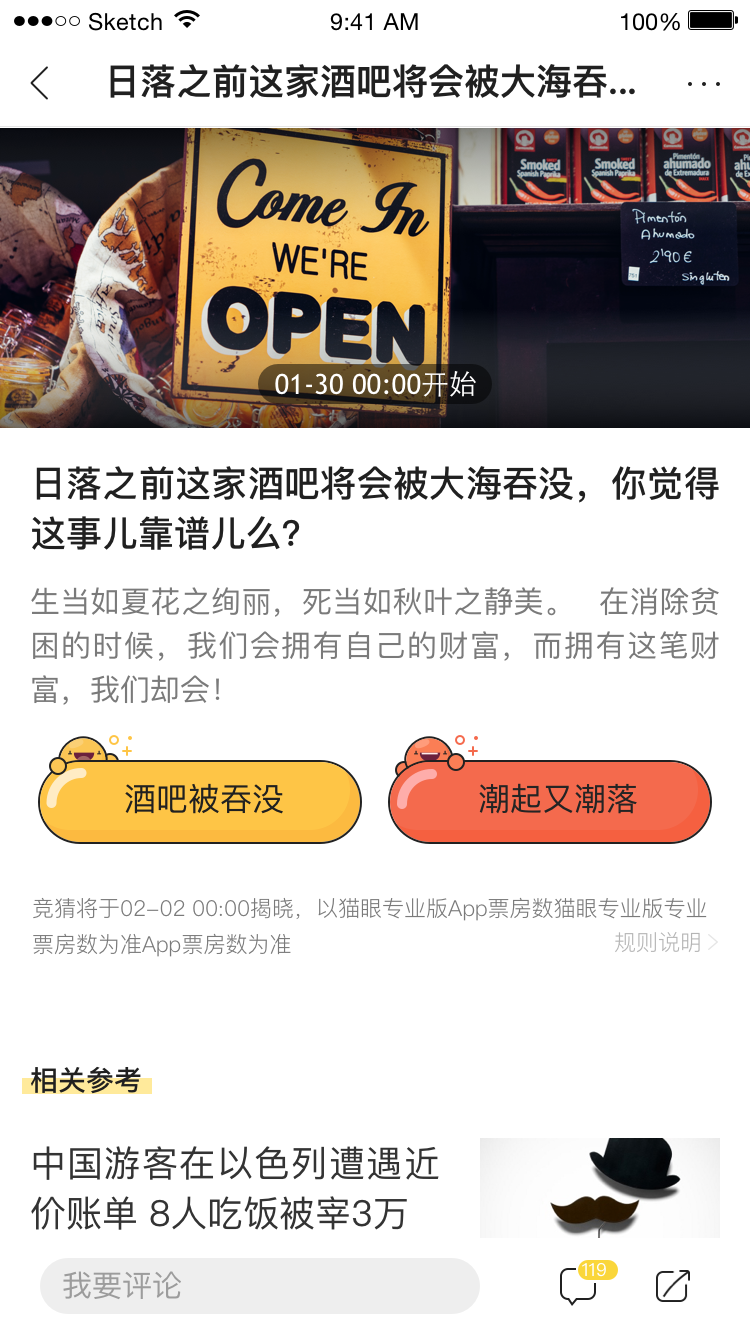 Sketch 9:41 AM 100%
日落之前这家酒吧将会被大海吞...
Come In
WE'RE
OPEN
Smoked
Spanish Paprika
Smoked
Spanish Paprika
Pimentón
ahumado
de Extremadura
Pimentón
Ahumado
2'90 €
Singluten
01-30 00:00开始
日落之前这家酒吧将会被大海吞没，你觉得
这事儿靠谱儿么?
生当如夏花之绚丽，死当如秋叶之静美。 在消除贫
困的时候，我们会拥有自己的财富，而拥有这笔财
富，我们却会！
酒吧被吞没
潮起又潮落
竞猜将于02-02 00:00揭晓，以猫眼专业版App票房数猫眼专业版专业
票房数为准App票房数为准
规则说明
相关参考
中国游客在以色列遭遇近
价账单 8人吃饭被宰3万
我要评论
119